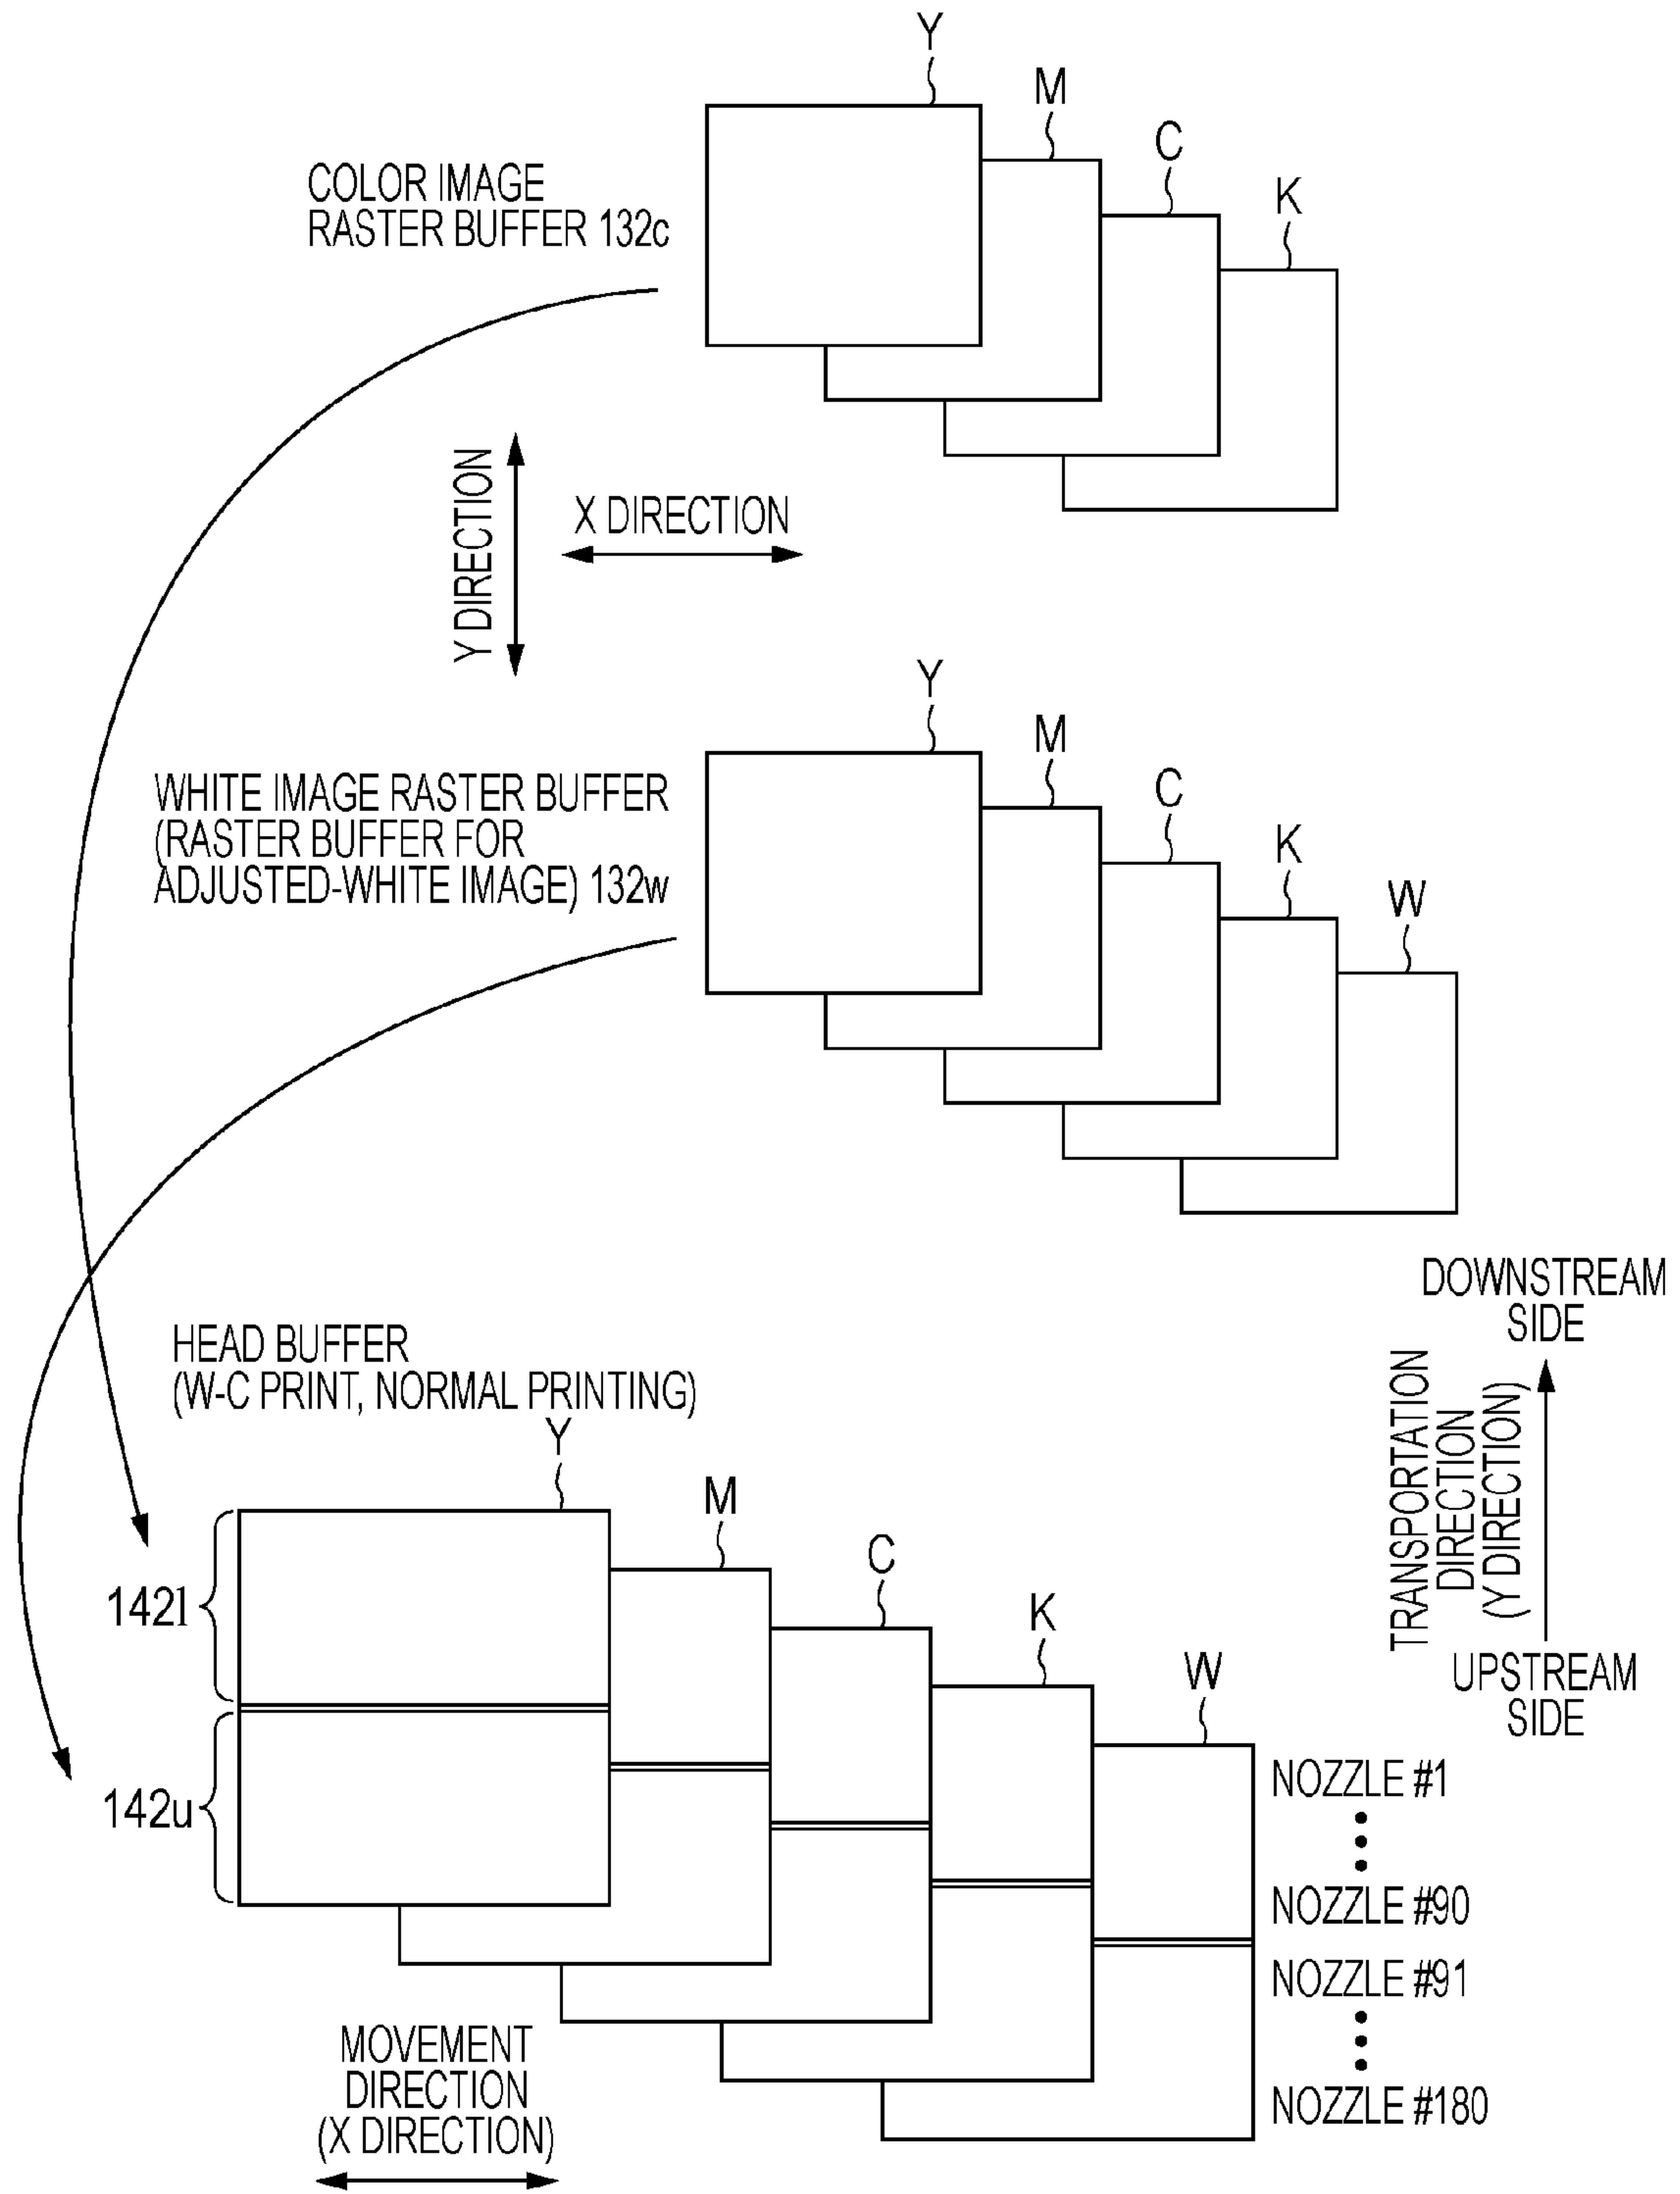 Y
M
C
K
COLOR IMAGE
RASTER BUFFER 132c
Y DIRECTION
X DIRECTION
Y
M
C
K
W
WHITE IMAGE RASTER BUFFER
(RASTER BUFFER FOR
ADJUSTED-WHITE IMAGE) 132w
DOWNSTREAM
SIDE
TRANSPORTATION
DIRECTION
(Y DIRECTION)
UPSTREAM
SIDE
HEAD BUFFER
(W-C PRINT, NORMAL PRINTING)
Y
M
C
K
W
142l
142u
NOZZLE #1
NOZZLE #90
NOZZLE #91
NOZZLE #180
MOVEMENT
DIRECTION
(X DIRECTION)